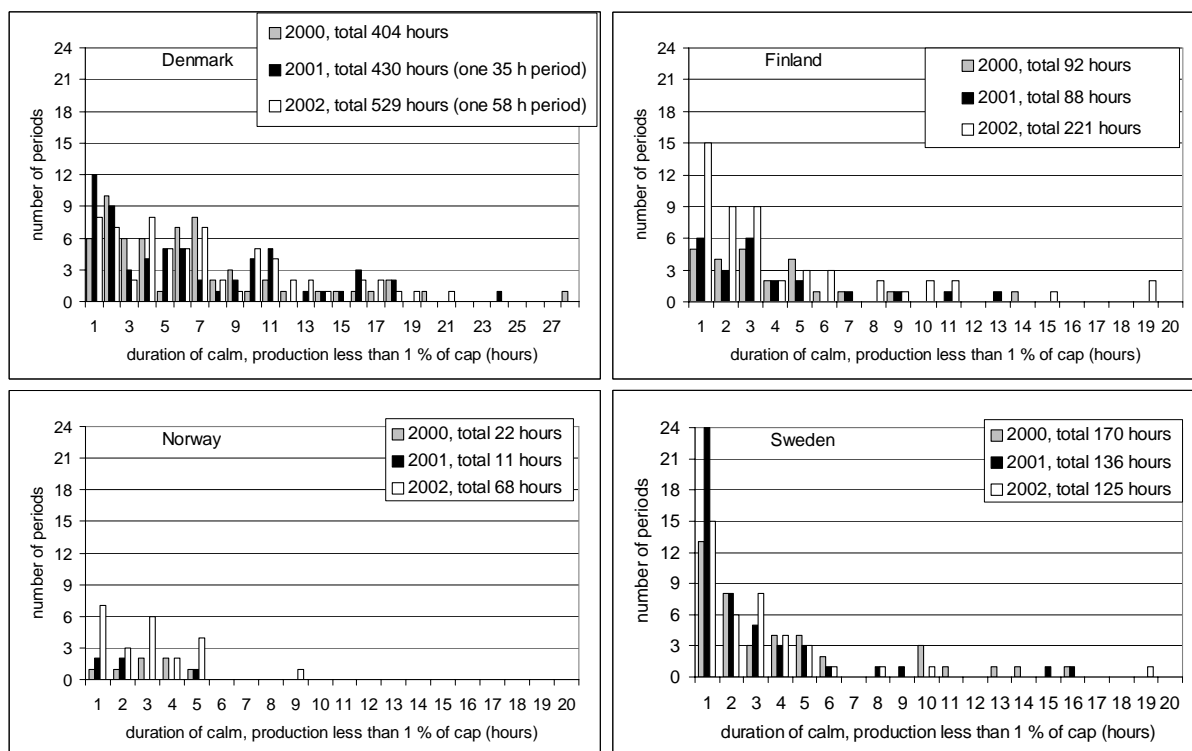 Denmark
2000, total 404 hours
2001, total 430 hours (one 35 h period)
2002, total 529 hours (one 58 h period)
number of periods
24
21
18
15
12
9
6
3
0
1 3 5 7 9 11 13 15 17 19 21 23 25 27
duration of calm, production less than 1 % of cap (hours)
Finland
2000, total 92 hours
2001, total 88 hours
2002, total 221 hours
number of periods
24
21
18
15
12
9
6
3
0
1 2 3 4 5 6 7 8 9 10 11 12 13 14 15 16 17 18 19 20
duration of calm, production less than 1 % of cap (hours)
Norway
2000, total 22 hours
2001, total 11 hours
2002, total 68 hours
number of periods
24
21
18
15
12
9
6
3
0
1 2 3 4 5 6 7 8 9 10 11 12 13 14 15 16 17 18 19 20
duration of calm, production less than 1 % of cap (hours)
Sweden
2000, total 170 hours
2001, total 136 hours
2002, total 125 hours
number of periods
24
21
18
15
12
9
6
3
0
1 2 3 4 5 6 7 8 9 10 11 12 13 14 15 16 17 18 19 20
duration of calm, production less than 1 % of cap (hours)